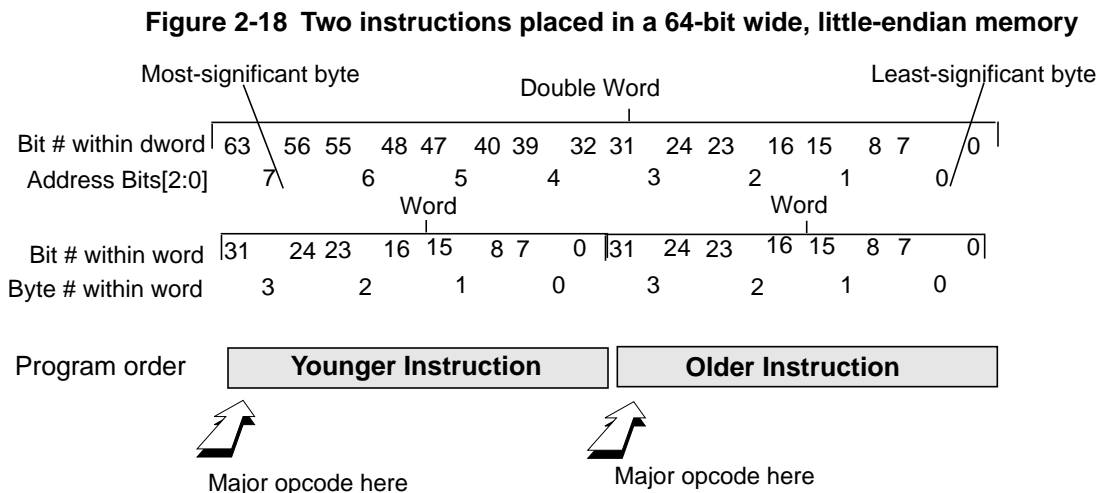 Figure 2-18 Two instructions placed in a 64-bit wide, little-endian memory
Most-significant byte
Least-significant byte
Double Word
Bit # within dword 63 56 55 48 47 40 39 32 31 24 23 16 15 8 7 0
Address Bits[2:0] 7 6 5 4 3 2 1 0
Word Word
Bit # within word 31 24 23 16 15 8 7 0 31 24 23 16 15 8 7 0
Byte # within word 3 2 1 0 3 2 1 0
Program order Younger Instruction Older Instruction
Major opcode here Major opcode here